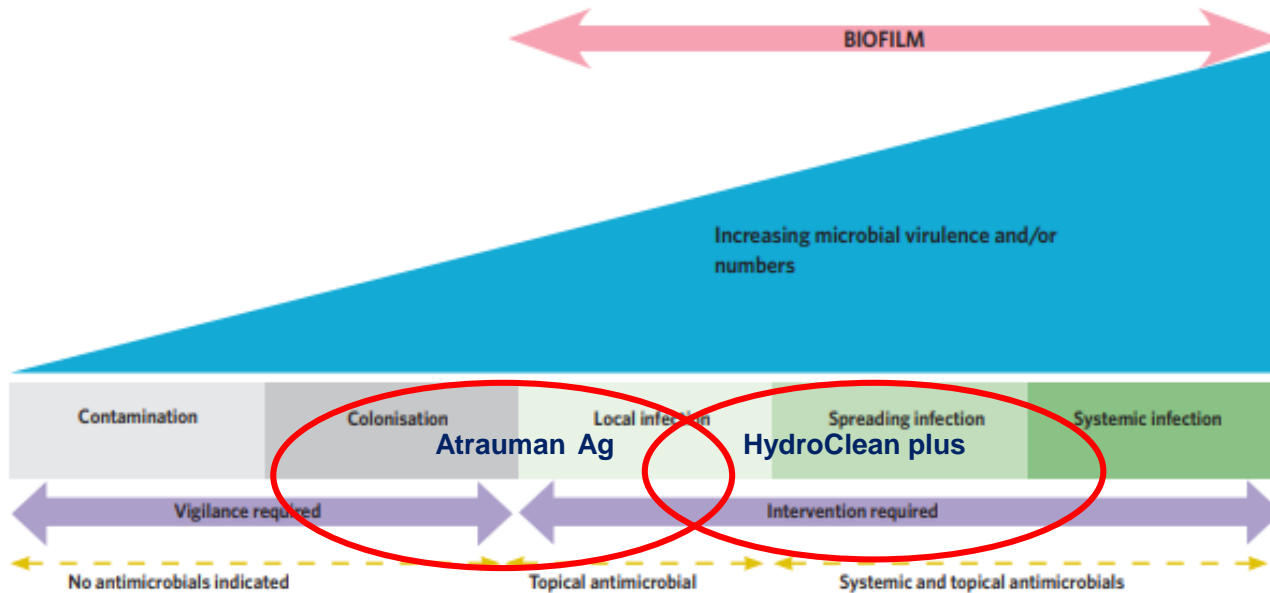 BIOFILM
Increasing microbial virulence and/or
numbers
Contamination
Colonisation
Local infection
Spreading infection
Systemic infection
Atrauman Ag
HydroClean plus
Vigilance required
Intervention required
No antimicrobials indicated
Topical antimicrobial
Systemic and topical antimicrobials